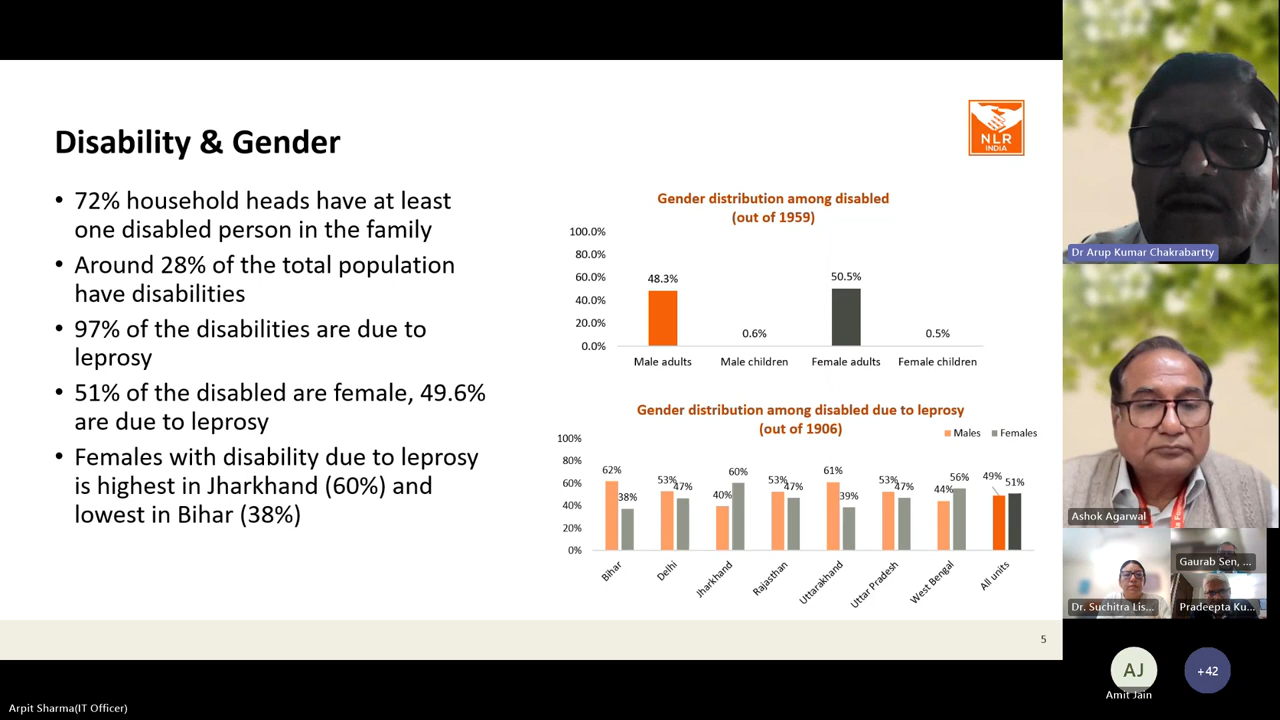 Disability & Gender
NLR
INDIA
• 72% household heads have at least
one disabled person in the family
• Around 28% of the total population
have disabilities
• 97% of the disabilities are due to
leprosy
• 51% of the disabled are female, 49.6%
are due to leprosy
• Females with disability due to leprosy
is highest in Jharkhand (60%) and
lowest in Bihar (38%)
Gender distribution among disabled
(out of 1959)
100.0%
80.0%
60.0%
40.0%
20.0%
0.0%
48.3% 0.6% 50.5% 0.5%
Male adults Male children Female adults Female children
Gender distribution among disabled due to leprosy
(out of 1906)
Males Females
100%
80%
60%
40%
20%
0%
62% 38% 53% 47% 40% 60% 53% 47% 61% 39% 53% 47% 44% 56% 49% 51%
Bihar Delhi Jharkhand Rajasthan Uttarakhand Uttar Pradesh West Bengal All units
5
Dr Arup Kumar Chakrabartty
Ashok Agarwal
Dr. Suchitra Lis...
Gaurab Sen, ...
Pradeepta Ku...
AJ
Amit Jain
+42
Arpit Sharma(IT Officer)